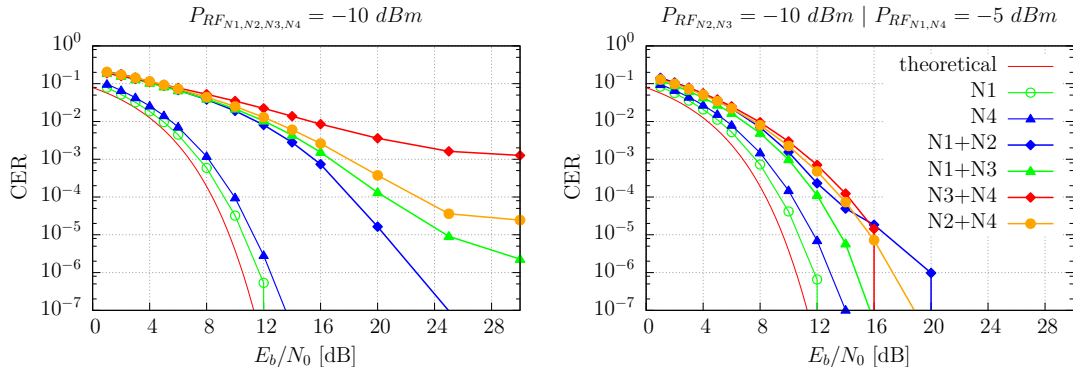 P_{RF_{N1,N2,N3,N4}} = −10 dBm
10^0
10^{-1}
10^{-2}
10^{-3}
10^{-4}
10^{-5}
10^{-6}
10^{-7}
CER
0 4 8 12 16 20 24 28
E_b/N_0 [dB]
P_{RF_{N2,N3}} = −10 dBm | P_{RF_{N1,N4}} = −5 dBm
10^0
10^{-1}
10^{-2}
10^{-3}
10^{-4}
10^{-5}
10^{-6}
10^{-7}
CER
0 4 8 12 16 20 24 28
E_b/N_0 [dB]
theoretical
N1
N4
N1+N2
N1+N3
N3+N4
N2+N4